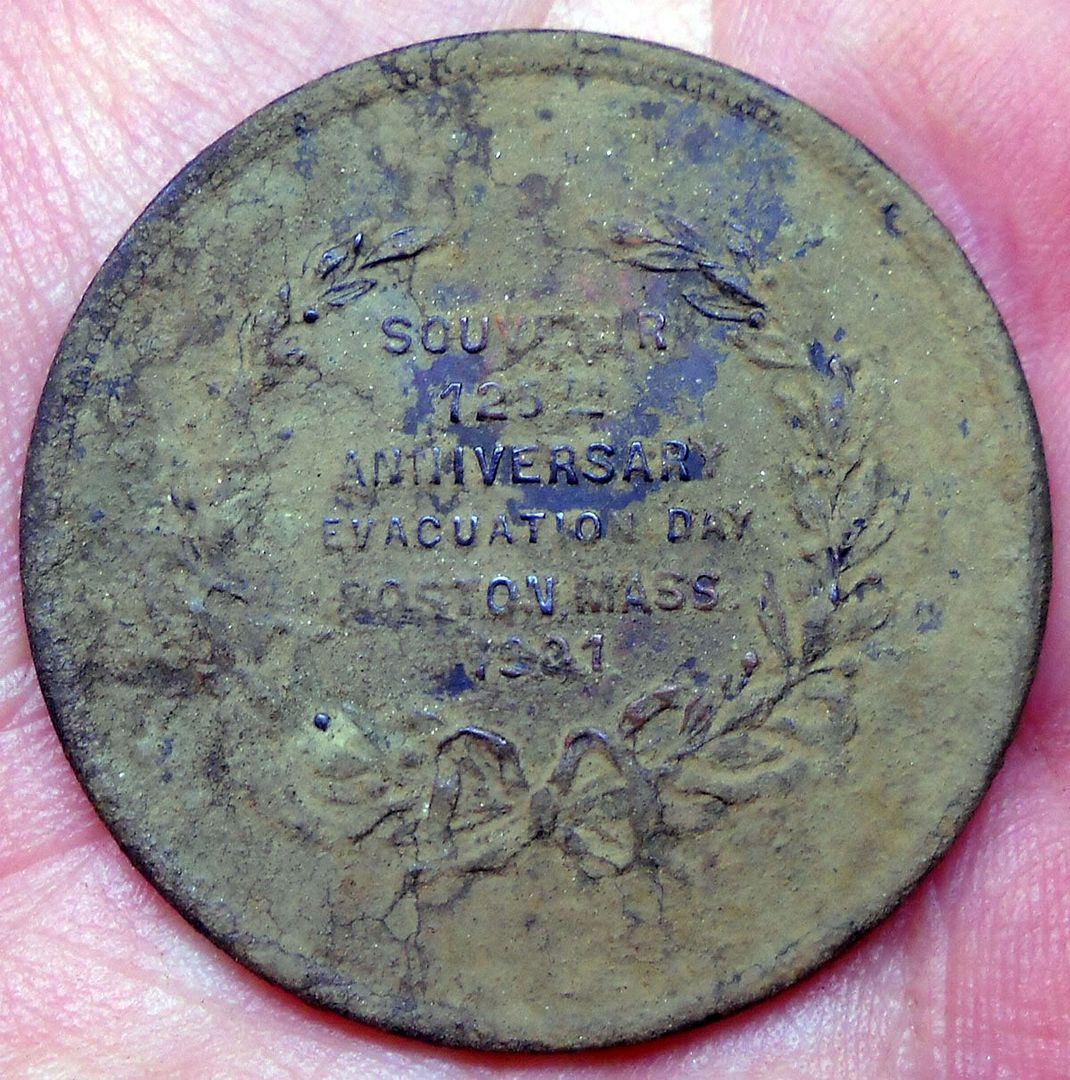 SOUVENIR
125TH
ANNIVERSARY
EVACUATION DAY
BOSTON, MASS.
1901